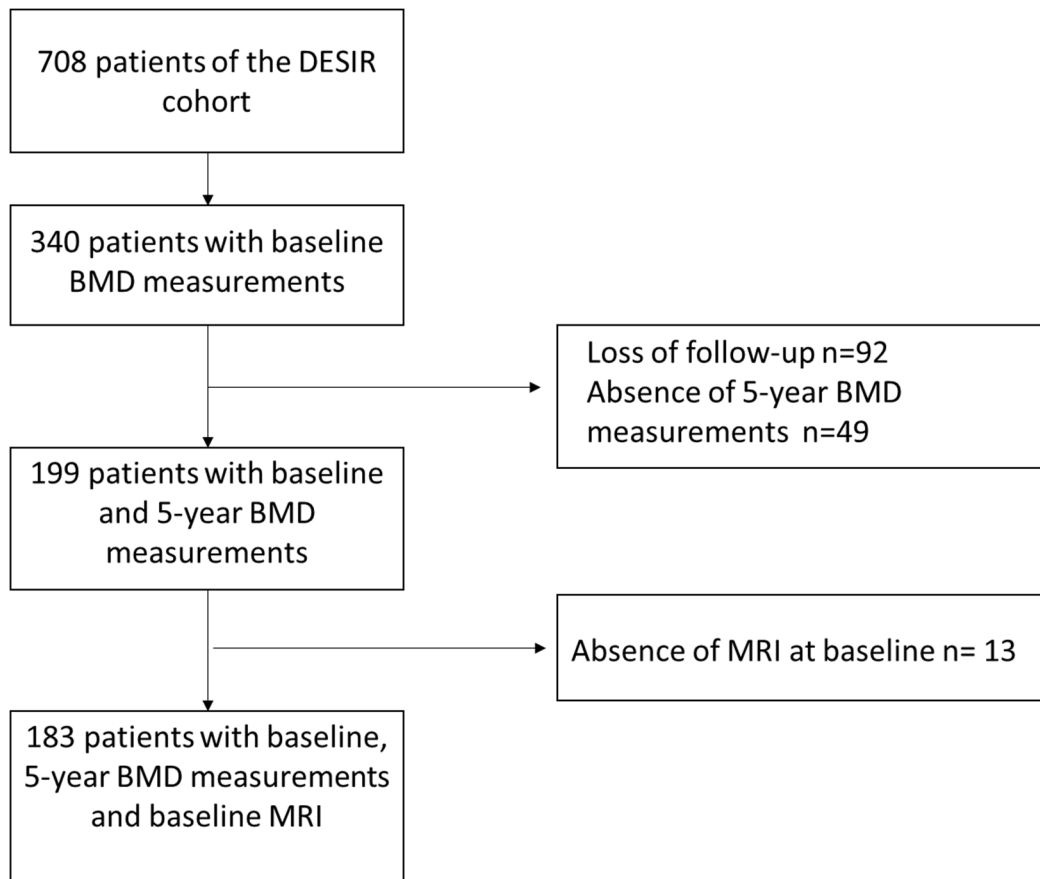 708 patients of the DESIR
cohort
340 patients with baseline
BMD measurements
Loss of follow-up n=92
Absence of 5-year BMD
measurements n=49
199 patients with baseline
and 5-year BMD
measurements
Absence of MRI at baseline n= 13
183 patients with baseline,
5-year BMD measurements
and baseline MRI